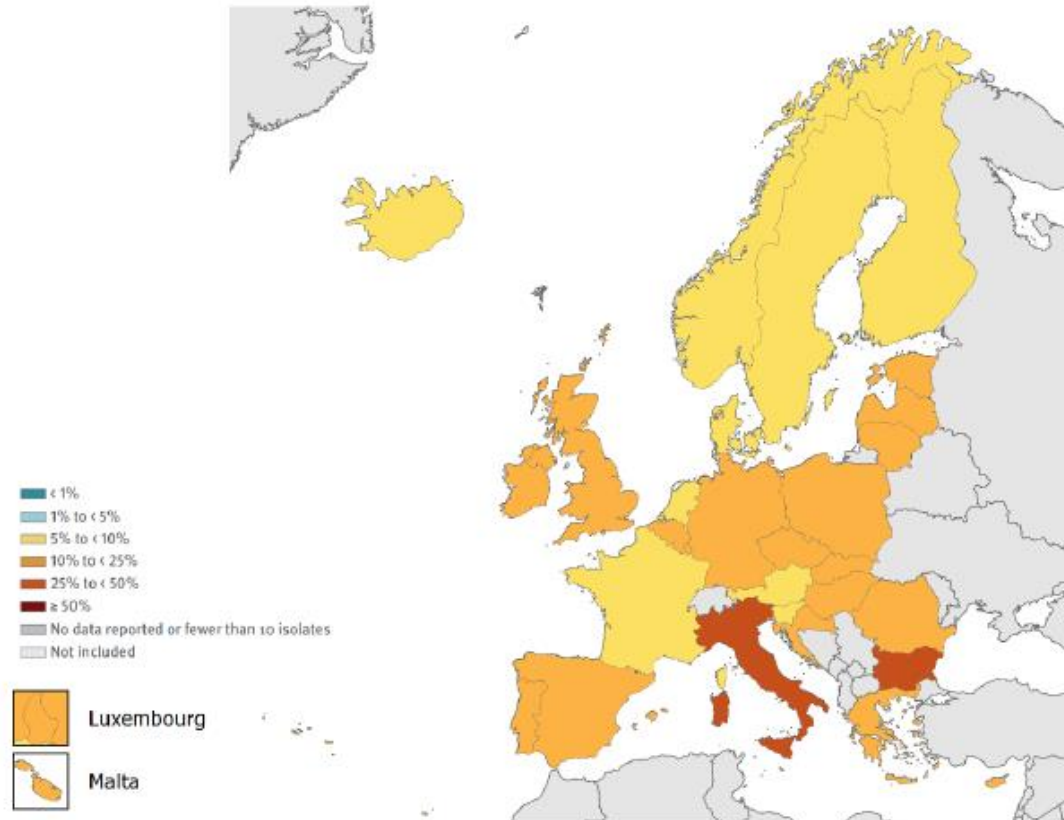 < 1%
1% to < 5%
5% to < 10%
10% to < 25%
25% to < 50%
≥ 50%
No data reported or fewer than 10 isolates
Not included
Luxembourg
Malta